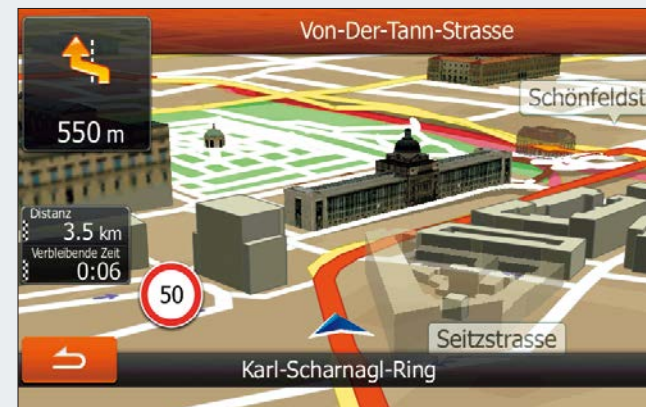 Von-Der-Tann-Strasse
550 m
Schönfeldst
Distanz
3.5 km
Verbleibende Zeit
0:06
50
Seitzstrasse
Karl-Scharnagl-Ring